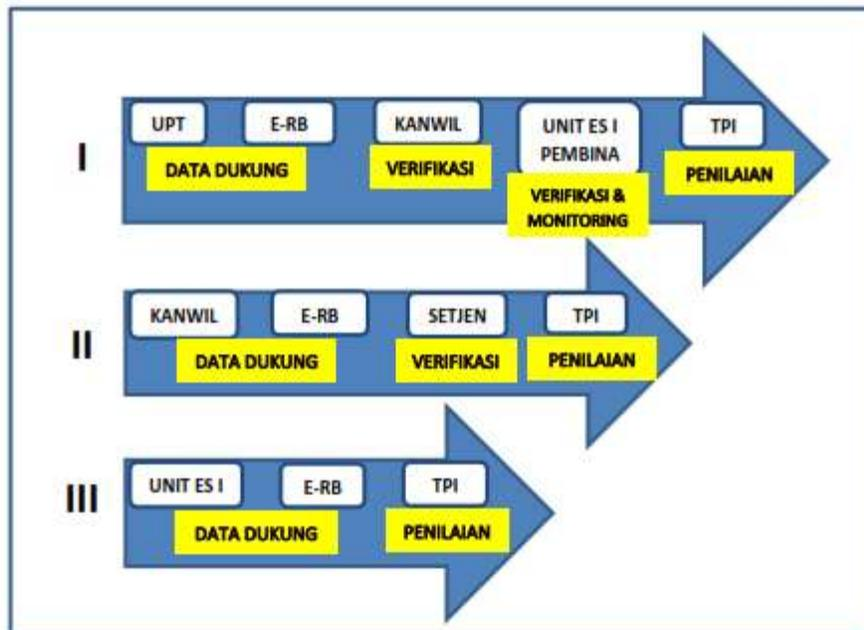 I
UPT E-RB KANWIL UNIT ES I PEMBINA TPI
DATA DUKUNG VERIFIKASI VERIFIKASI & MONITORING PENILAIAN
II
KANWIL E-RB SETJEN TPI
DATA DUKUNG VERIFIKASI PENILAIAN
III
UNIT ES I E-RB TPI
DATA DUKUNG PENILAIAN